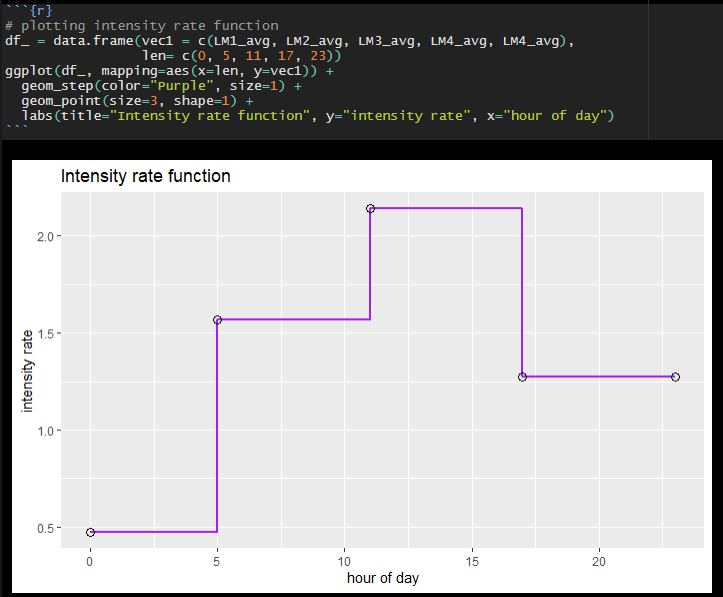 ```{r}
# plotting intensity rate function
df_ = data.frame(vec1 = c(LM1_avg, LM2_avg, LM3_avg, LM4_avg, LM4_avg),
len= c(0, 5, 11, 17, 23))
ggplot(df_, mapping=aes(x=len, y=vec1)) +
geom_step(color="Purple", size=1) +
geom_point(size=3, shape=1) +
labs(title="Intensity rate function", y="intensity rate", x="hour of day")
```
Intensity rate function
2.0
1.5
1.0
0.5
intensity rate
0 5 10 15 20
hour of day